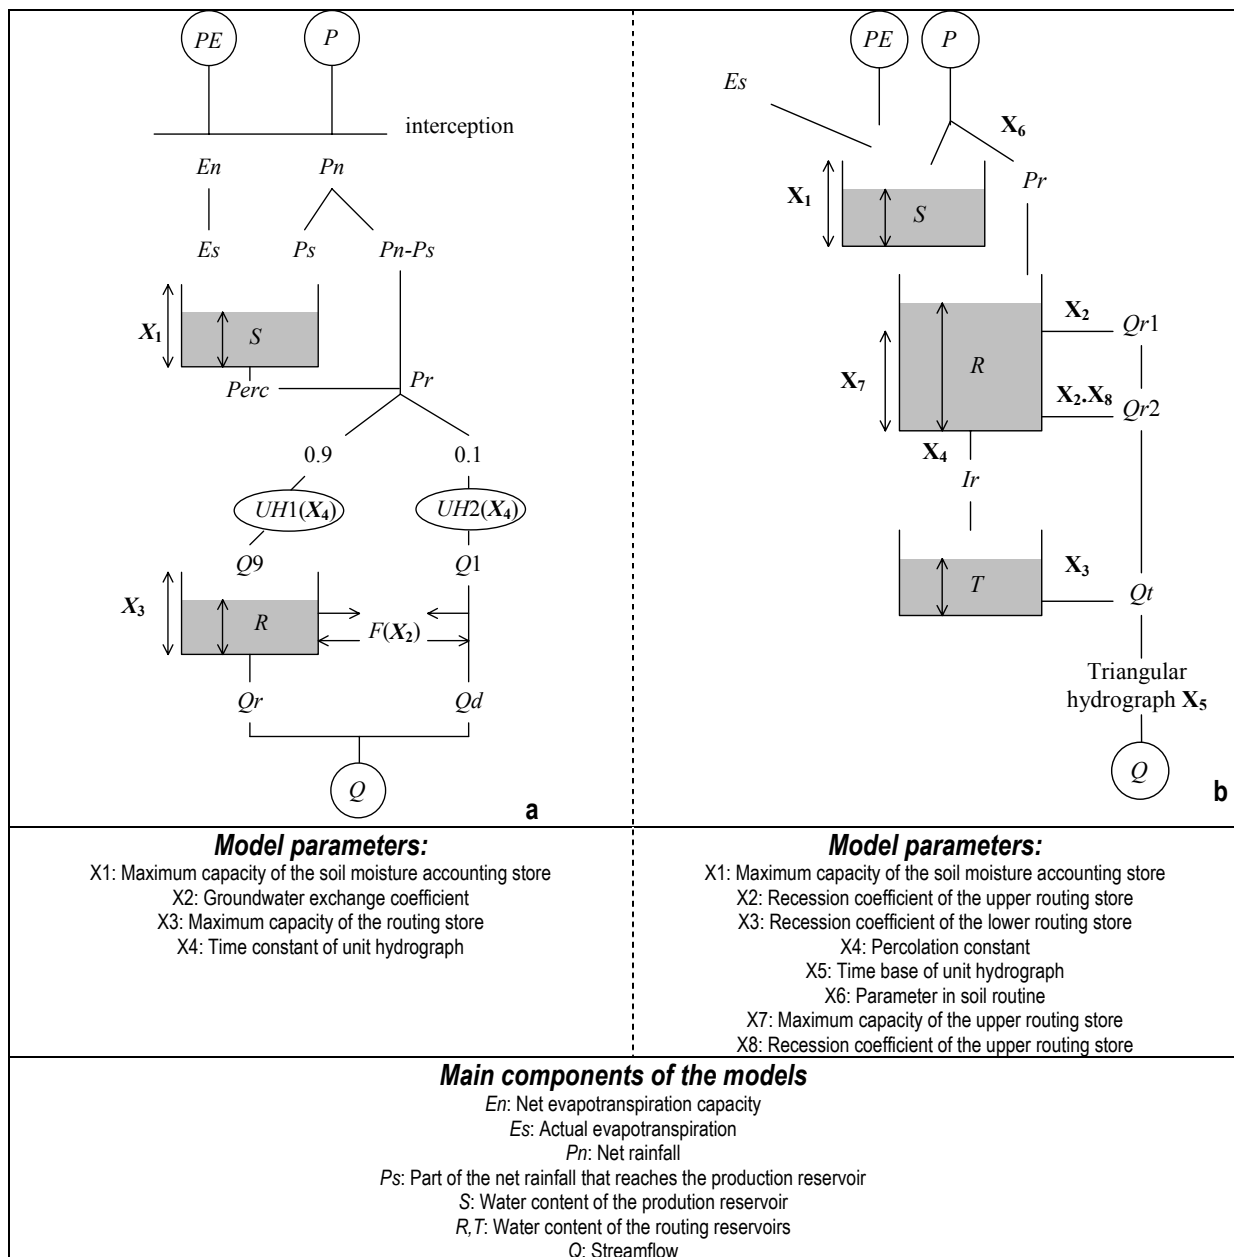 PE
P
interception
En
Pn
Es
Ps
Pn-Ps
X1
S
Perc
Pr
0.9
0.1
UH1(X4)
UH2(X4)
Q9
Q1
X3
R
F(X2)
Qr
Qd
Q
a
PE
P
Es
X6
X1
S
Pr
X2
Qr1
R
X7
X2.X8
Qr2
X4
Ir
T
X3
Qt
Triangular
hydrograph X5
Q
b
Model parameters:
X1: Maximum capacity of the soil moisture accounting store
X2: Groundwater exchange coefficient
X3: Maximum capacity of the routing store
X4: Time constant of unit hydrograph
Model parameters:
X1: Maximum capacity of the soil moisture accounting store
X2: Recession coefficient of the upper routing store
X3: Recession coefficient of the lower routing store
X4: Percolation constant
X5: Time base of unit hydrograph
X6: Parameter in soil routine
X7: Maximum capacity of the upper routing store
X8: Recession coefficient of the upper routing store
Main components of the models
En: Net evapotranspiration capacity
Es: Actual evapotranspiration
Pn: Net rainfall
Ps: Part of the net rainfall that reaches the production reservoir
S: Water content of the prodution reservoir
R,T: Water content of the routing reservoirs
Q: Streamflow